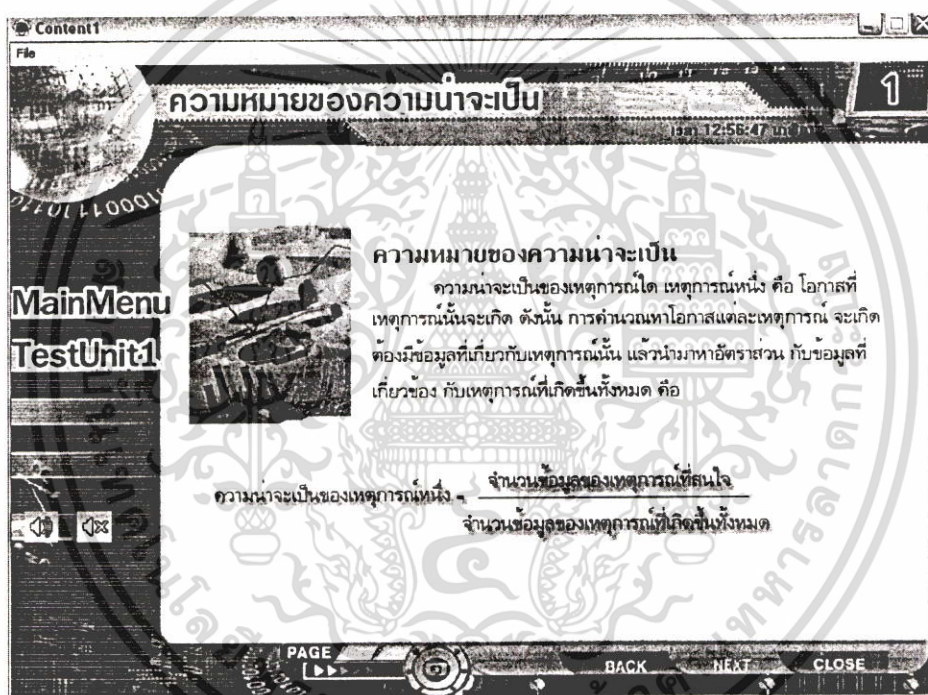 Content1
File
ความหมายของความน่าจะเป็น
1
เวลา 12:56:47
MainMenu
TestUnit1
ความหมายของความน่าจะเป็น
ความน่าจะเป็นของเหตุการณ์ใด เหตุการณ์หนึ่ง คือ โอกาสที่
เหตุการณ์นั้นจะเกิด ดังนั้น การคำนวณหาโอกาสแต่ละเหตุการณ์ จะเกิด
ต้องมีข้อมูลที่เกี่ยวกับเหตุการณ์นั้น แล้วนำมาหาอัตราส่วน กับข้อมูลที่
เกี่ยวข้อง กับเหตุการณ์ที่เกิดขึ้นทั้งหมด คือ
จำนวนข้อมูลของเหตุการณ์ที่สนใจ
ความน่าจะเป็นของเหตุการณ์หนึ่ง =
จำนวนข้อมูลของเหตุการณ์ที่เกิดขึ้นทั้งหมด
PAGE
BACK NEXT CLOSE